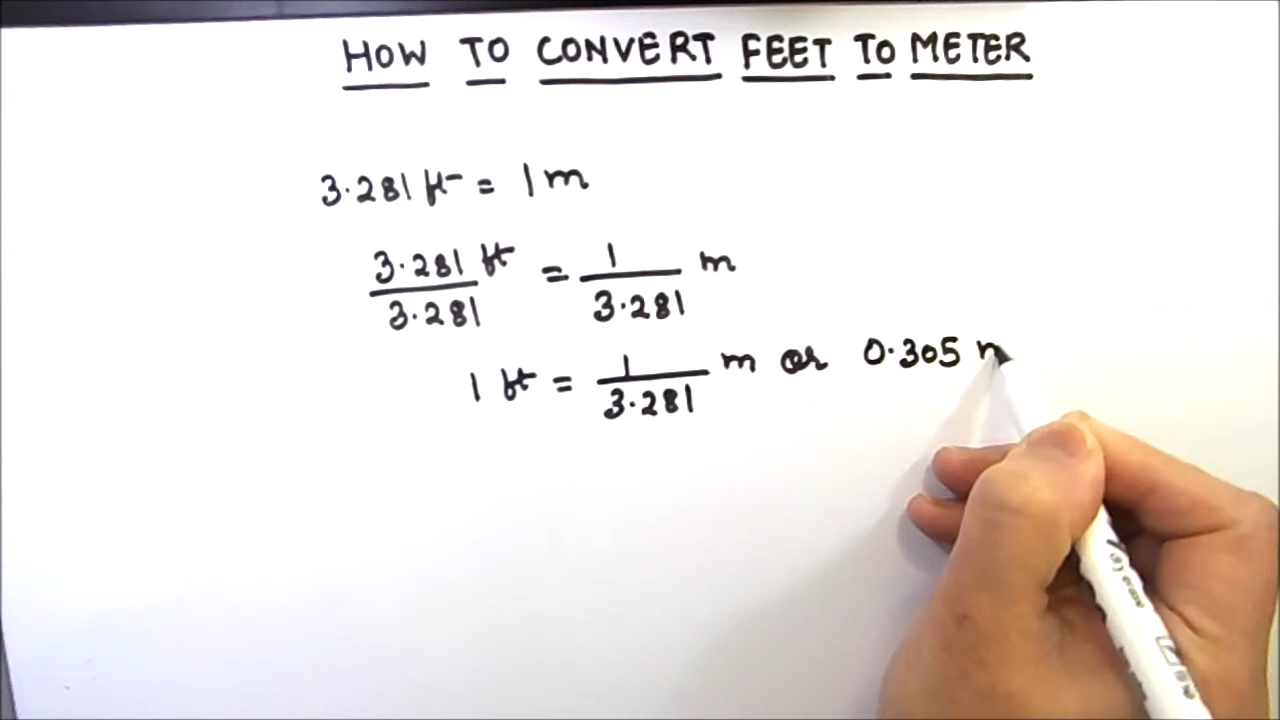 HOW TO CONVERT FEET TO METER
3.281 ft = 1 m
3.281 ft / 3.281 = 1 / 3.281 m
1 ft = 1 / 3.281 m or 0.305 m